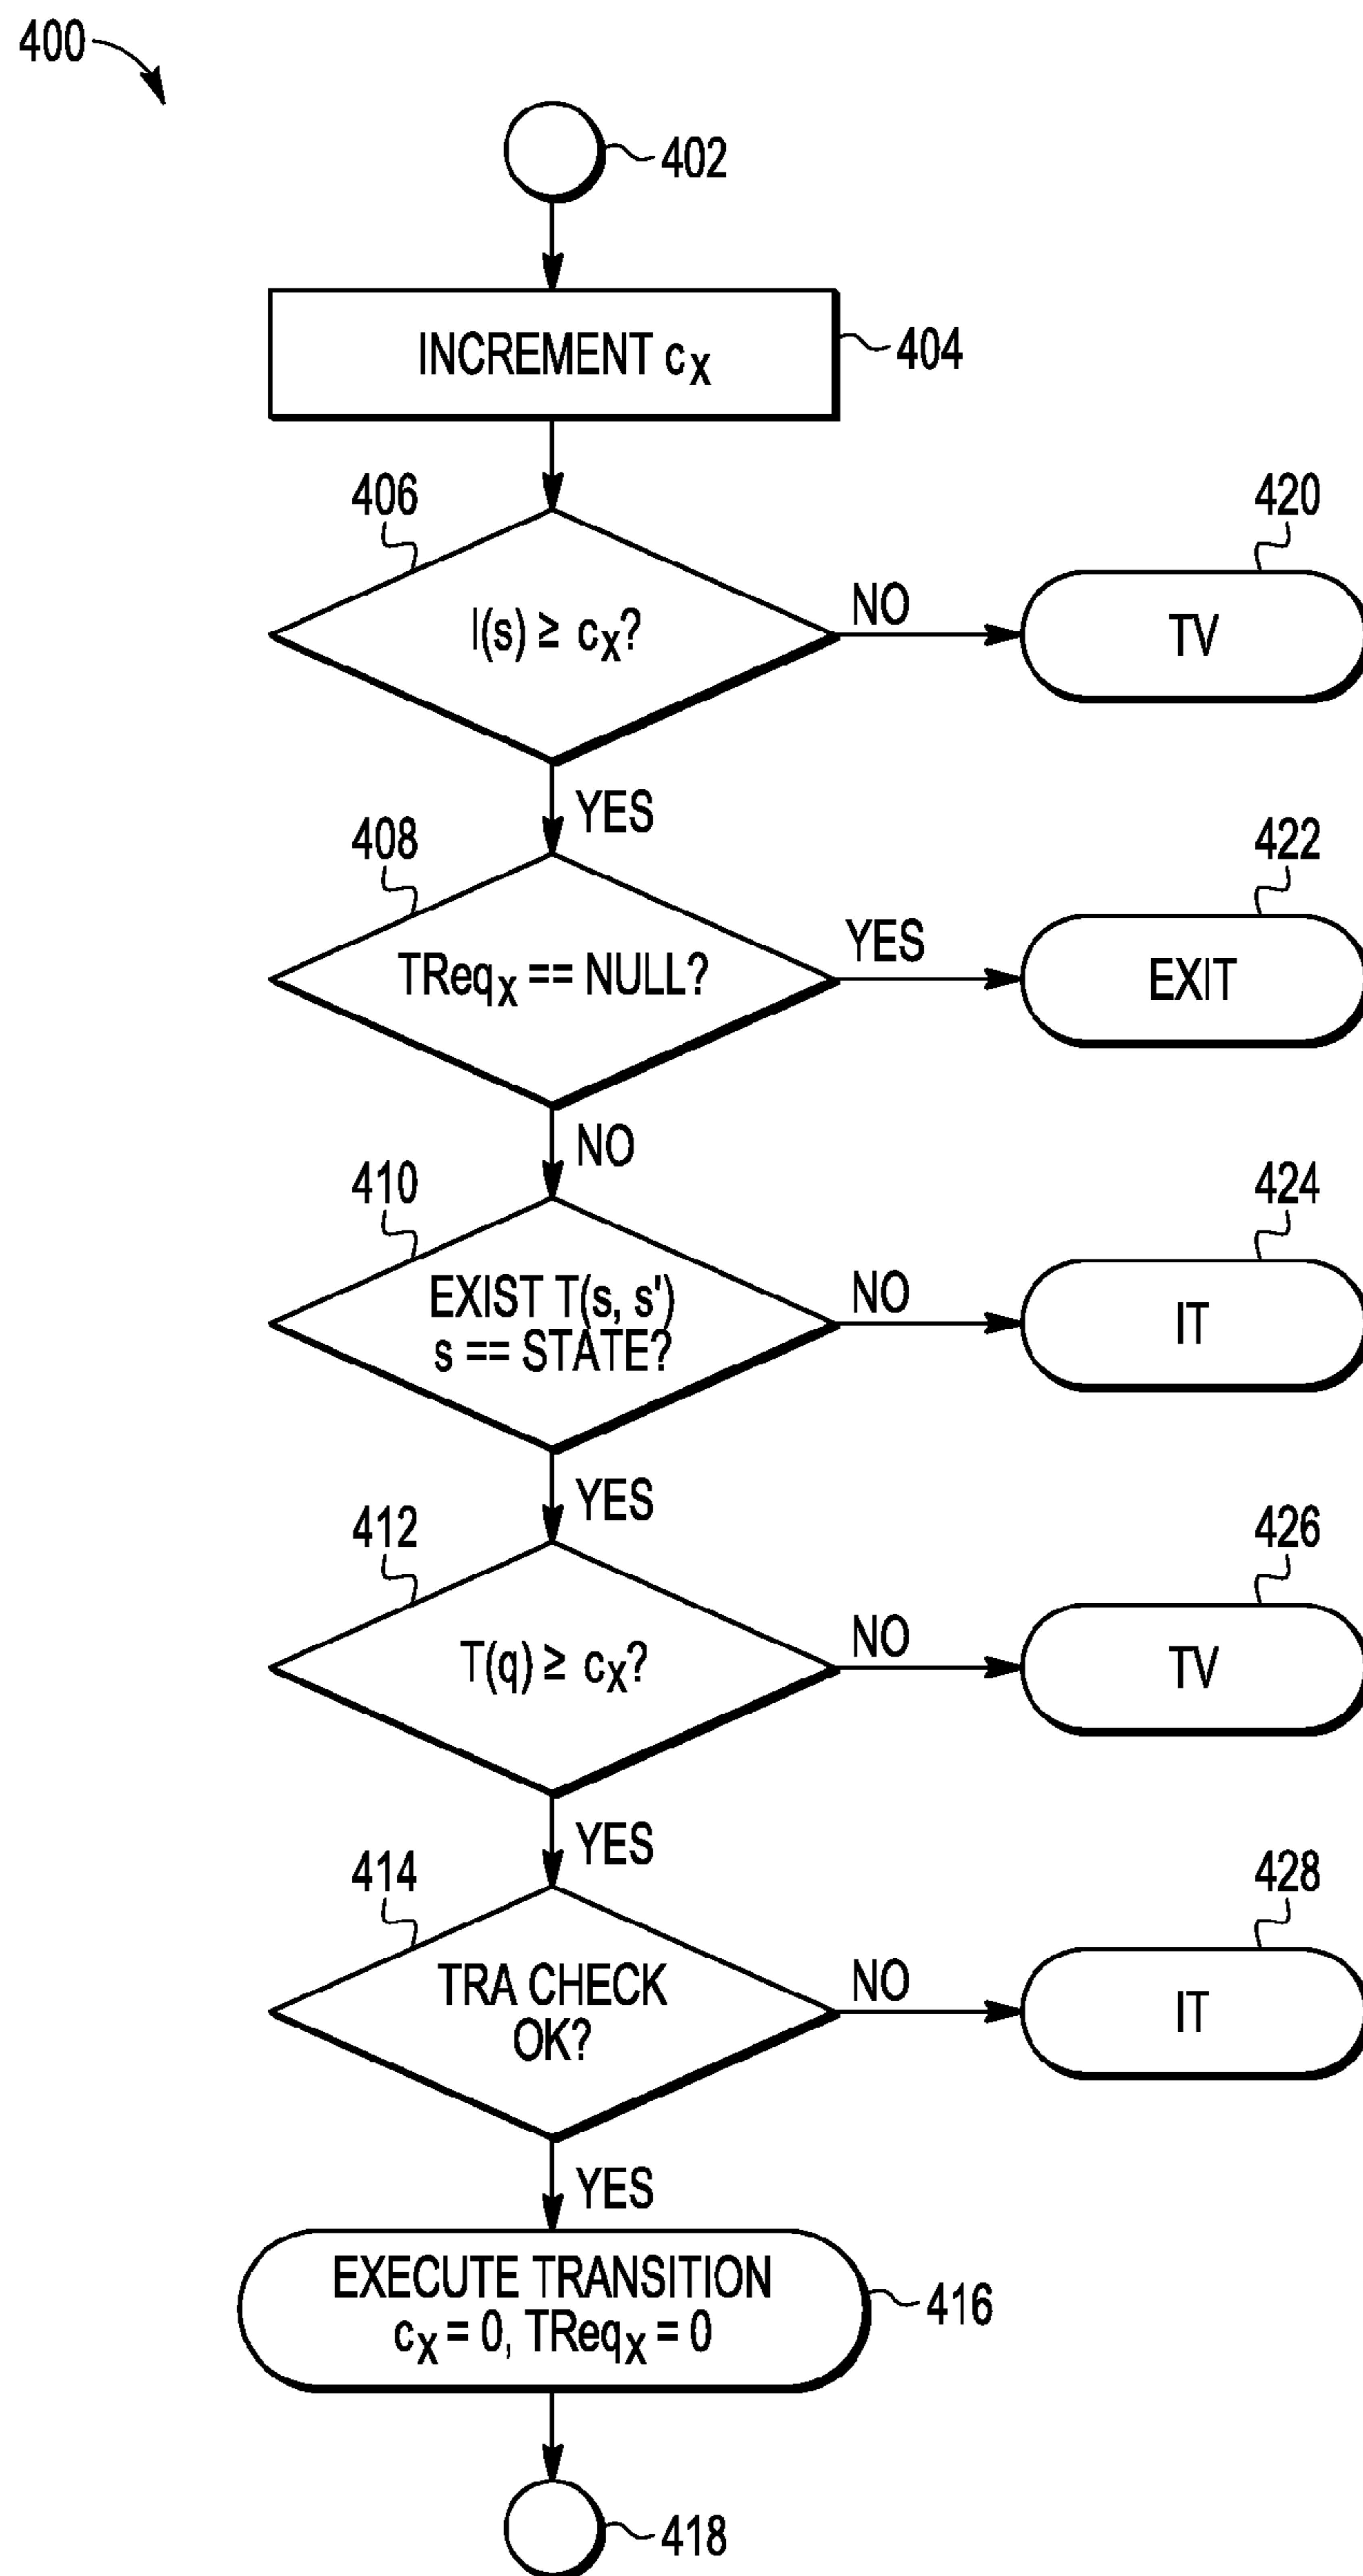 400
402
INCREMENT cx
404
406
420
I(s) ≥ cx?
NO
TV
YES
408
422
TReqx == NULL?
YES
EXIT
NO
410
424
EXIST T(s, s')
s == STATE?
NO
IT
YES
412
426
T(q) ≥ cx?
NO
TV
YES
414
428
TRA CHECK
OK?
NO
IT
YES
EXECUTE TRANSITION
cx = 0, TReqx = 0
416
418